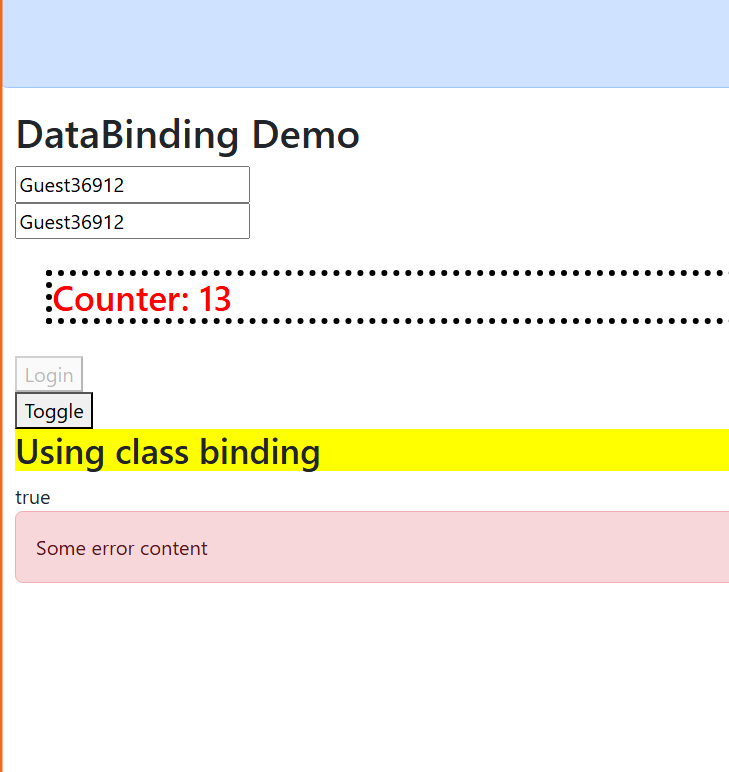 DataBinding Demo
Guest36912
Guest36912
Counter: 13
Login
Toggle
Using class binding
true
Some error content